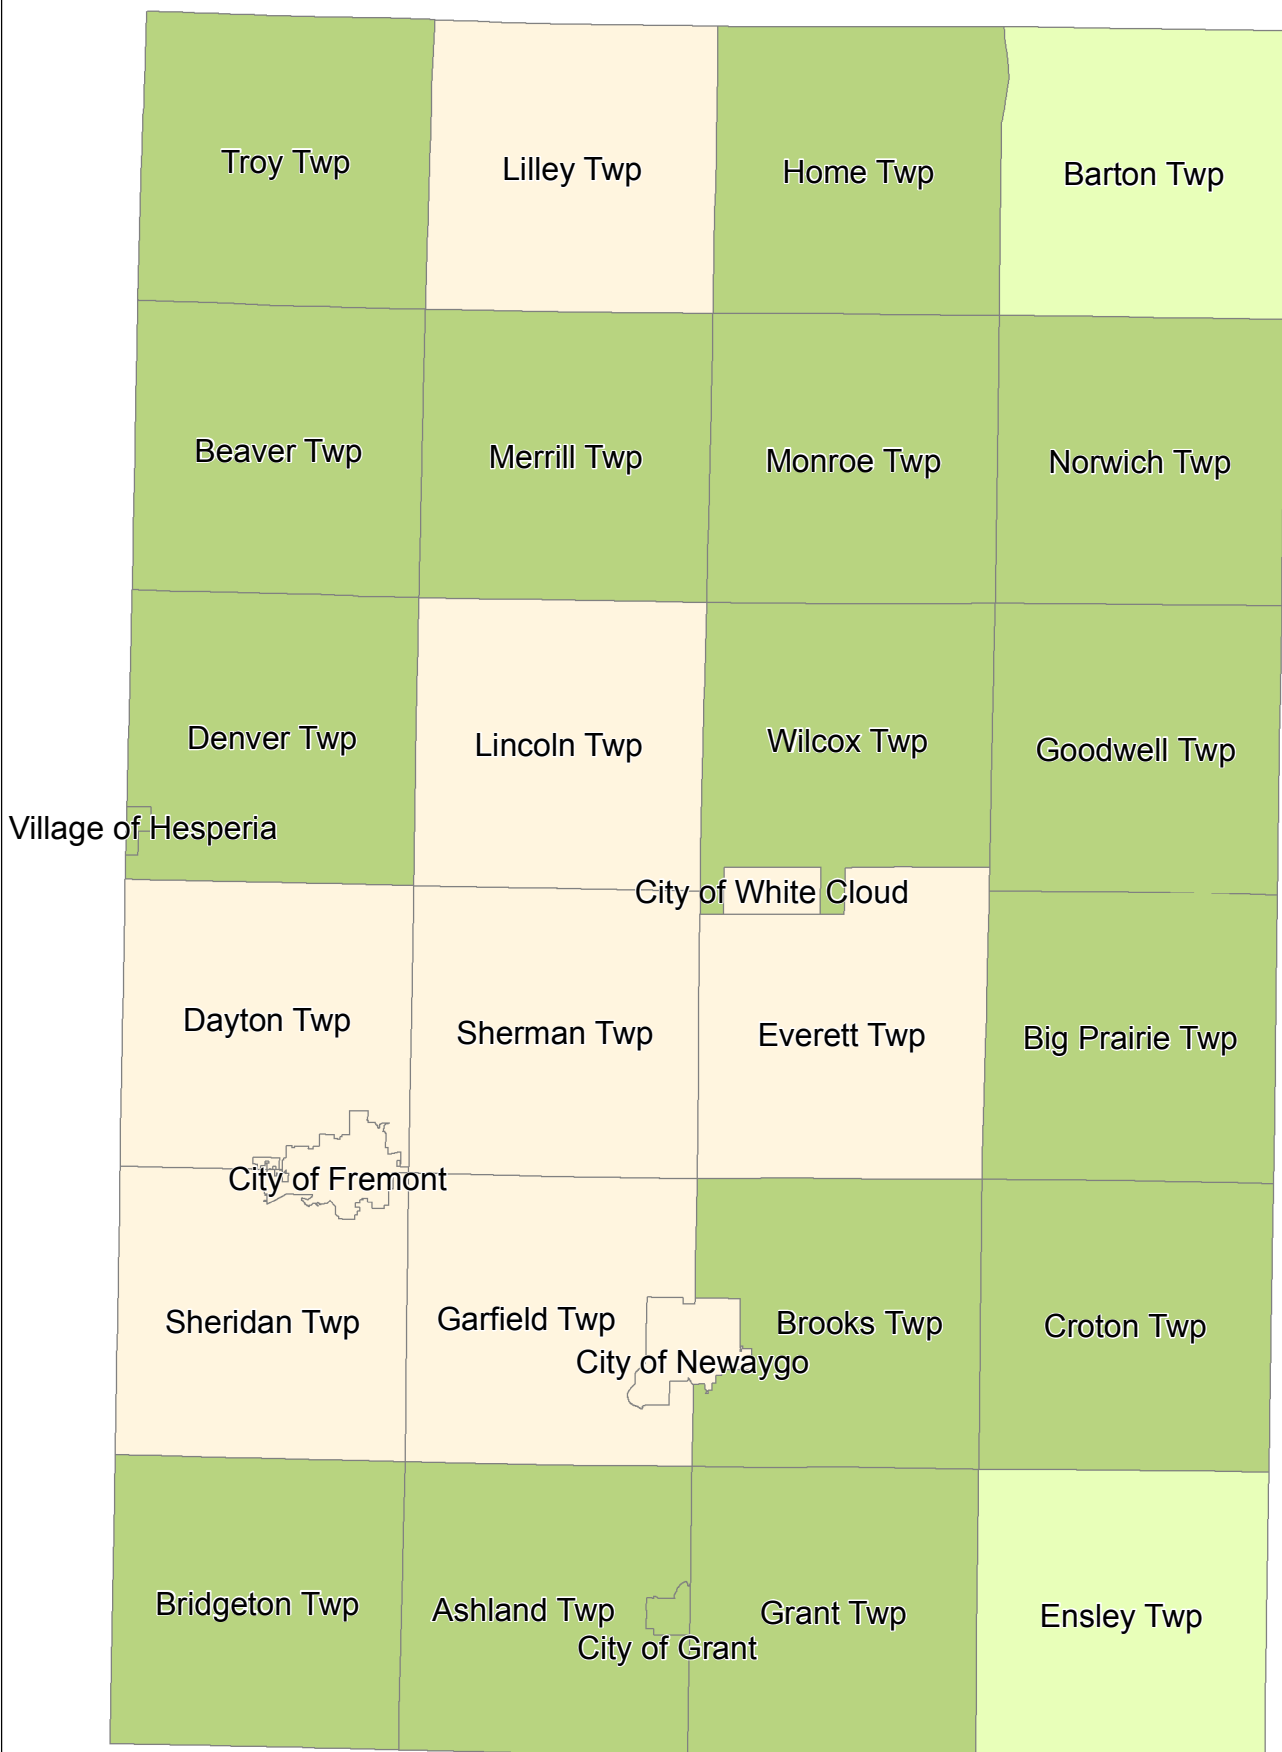 Troy Twp
Lilley Twp
Home Twp
Barton Twp
Beaver Twp
Merrill Twp
Monroe Twp
Norwich Twp
Denver Twp
Lincoln Twp
Wilcox Twp
Goodwell Twp
Village of Hesperia
City of White Cloud
Dayton Twp
Sherman Twp
Everett Twp
Big Prairie Twp
City of Fremont
Sheridan Twp
Garfield Twp
Brooks Twp
Croton Twp
City of Newaygo
Bridgeton Twp
Ashland Twp
Grant Twp
Ensley Twp
City of Grant